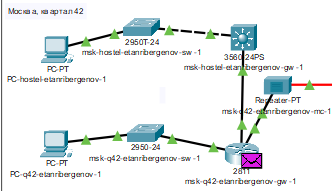 Москва, квартал 42
2950T-24
msk-hostel-etanribergenov-sw-1
3560-24PS
msk-hostel-etanribergenov-gw-1
PC-PT
PC-hostel-etanribergenov-1
Repeater-PT
msk-q42-etanribergenov-mc-1
2950-24
msk-q42-etanribergenov-sw-1
PC-PT
PC-q42-etanribergenov-1
2811
msk-q42-etanribergenov-gw-1